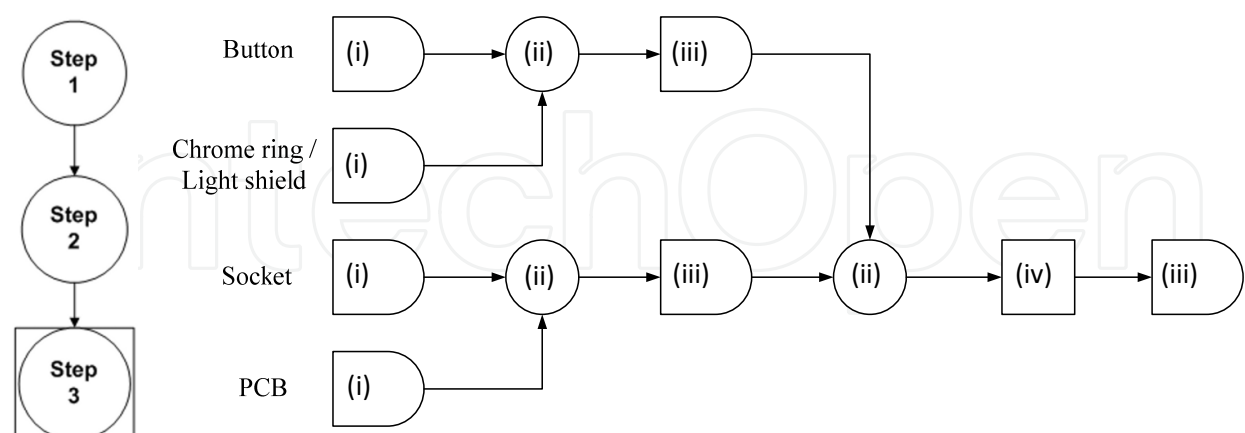 Step
1
Step
2
Step
3
Button
(i)
(ii)
(iii)
Chrome ring /
Light shield
(i)
Socket
(i)
(ii)
(iii)
(ii)
(iv)
(iii)
PCB
(i)
IntechOpen